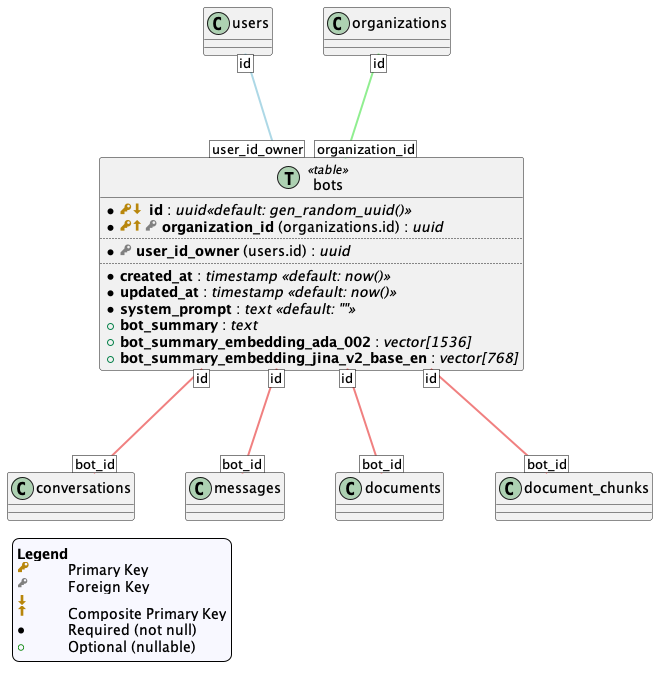 C users
C organizations
id
id
user_id_owner
organization_id
T «table»
bots
id : uuid«default: gen_random_uuid()»
organization_id (organizations.id) : uuid
user_id_owner (users.id) : uuid
created_at : timestamp «default: now()»
updated_at : timestamp «default: now()»
system_prompt : text «default: ""»
bot_summary : text
bot_summary_embedding_ada_002 : vector[1536]
bot_summary_embedding_jina_v2_base_en : vector[768]
id
id
id
id
bot_id
bot_id
bot_id
bot_id
C conversations
C messages
C documents
C document_chunks
Legend
Primary Key
Foreign Key
Composite Primary Key
Required (not null)
Optional (nullable)